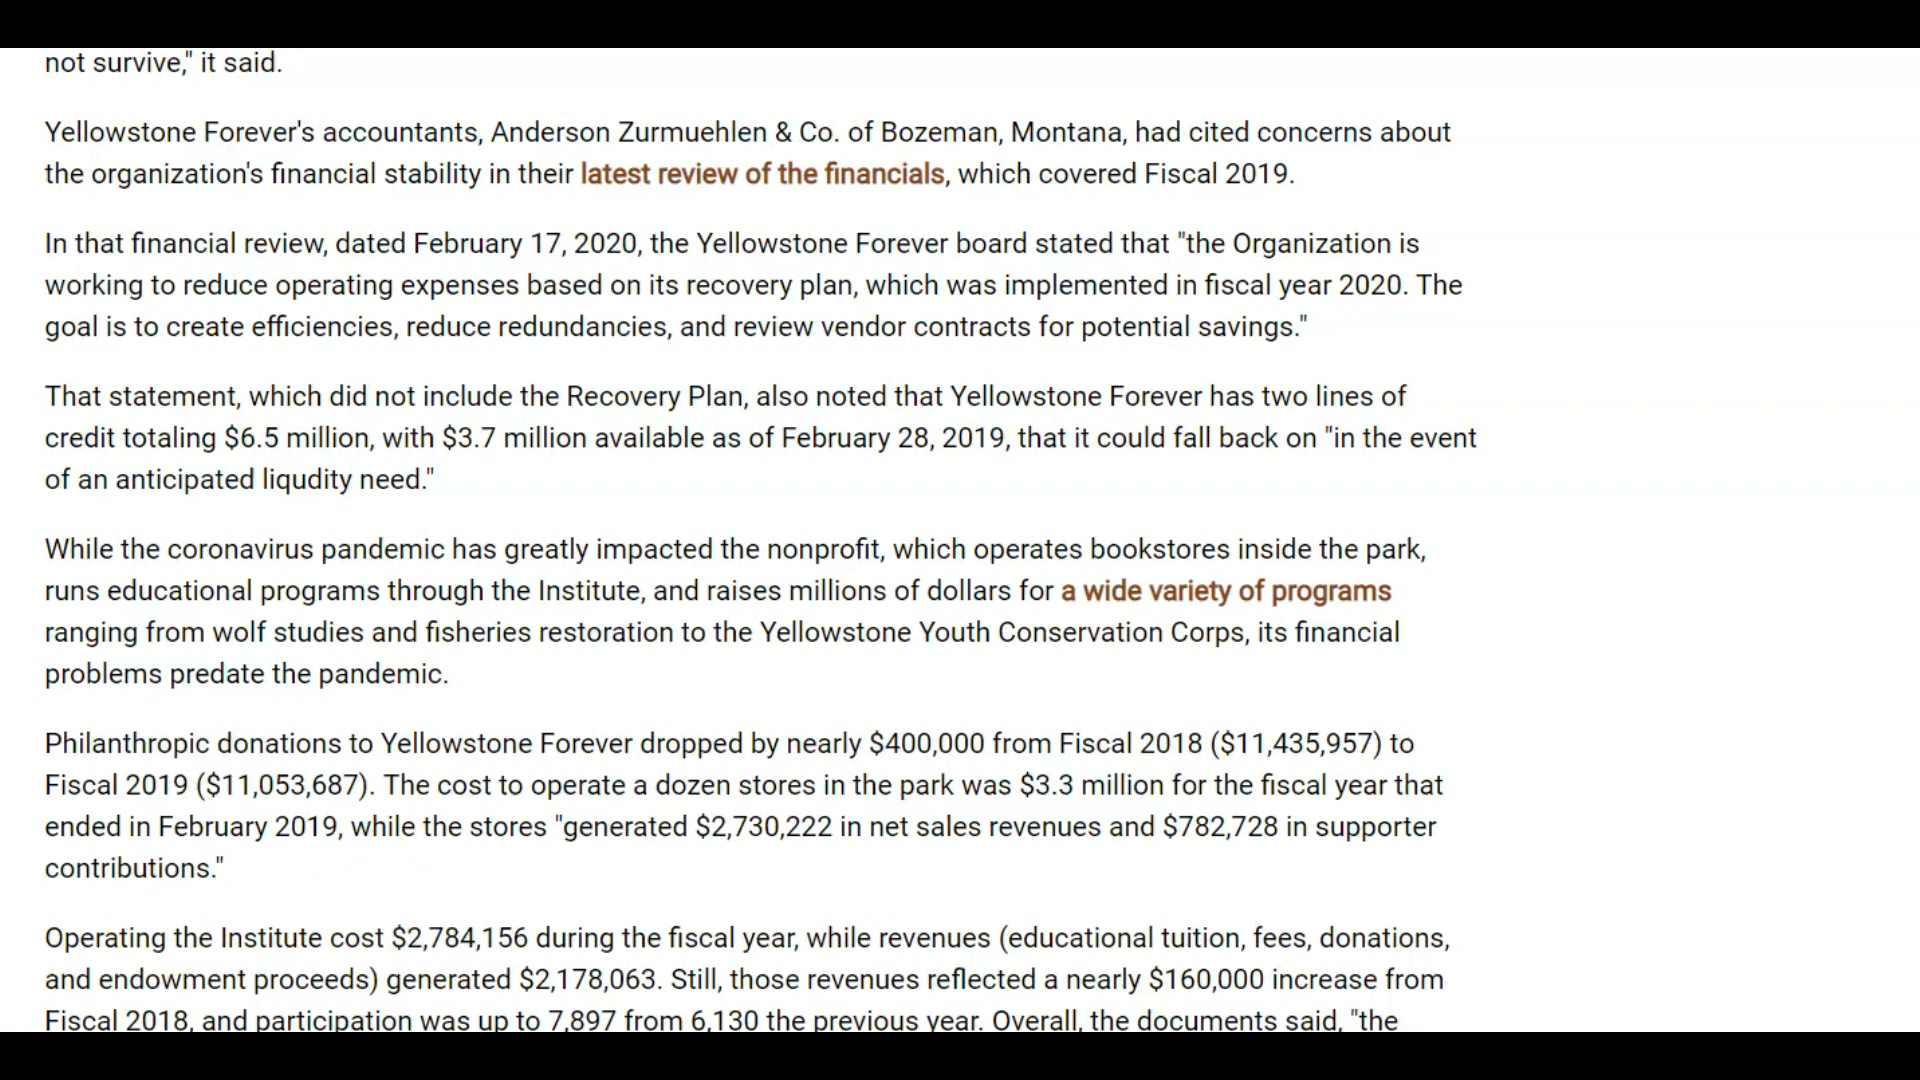 not survive," it said.
Yellowstone Forever's accountants, Anderson Zurmuehlen & Co. of Bozeman, Montana, had cited concerns about
the organization's financial stability in their latest review of the financials, which covered Fiscal 2019.
In that financial review, dated February 17, 2020, the Yellowstone Forever board stated that "the Organization is
working to reduce operating expenses based on its recovery plan, which was implemented in fiscal year 2020. The
goal is to create efficiencies, reduce redundancies, and review vendor contracts for potential savings."
That statement, which did not include the Recovery Plan, also noted that Yellowstone Forever has two lines of
credit totaling $6.5 million, with $3.7 million available as of February 28, 2019, that it could fall back on "in the event
of an anticipated liqudity need."
While the coronavirus pandemic has greatly impacted the nonprofit, which operates bookstores inside the park,
runs educational programs through the Institute, and raises millions of dollars for a wide variety of programs
ranging from wolf studies and fisheries restoration to the Yellowstone Youth Conservation Corps, its financial
problems predate the pandemic.
Philanthropic donations to Yellowstone Forever dropped by nearly $400,000 from Fiscal 2018 ($11,435,957) to
Fiscal 2019 ($11,053,687). The cost to operate a dozen stores in the park was $3.3 million for the fiscal year that
ended in February 2019, while the stores "generated $2,730,222 in net sales revenues and $782,728 in supporter
contributions."
Operating the Institute cost $2,784,156 during the fiscal year, while revenues (educational tuition, fees, donations,
and endowment proceeds) generated $2,178,063. Still, those revenues reflected a nearly $160,000 increase from
Fiscal 2018, and participation was up to 7,897 from 6,130 the previous year. Overall, the documents said, "the